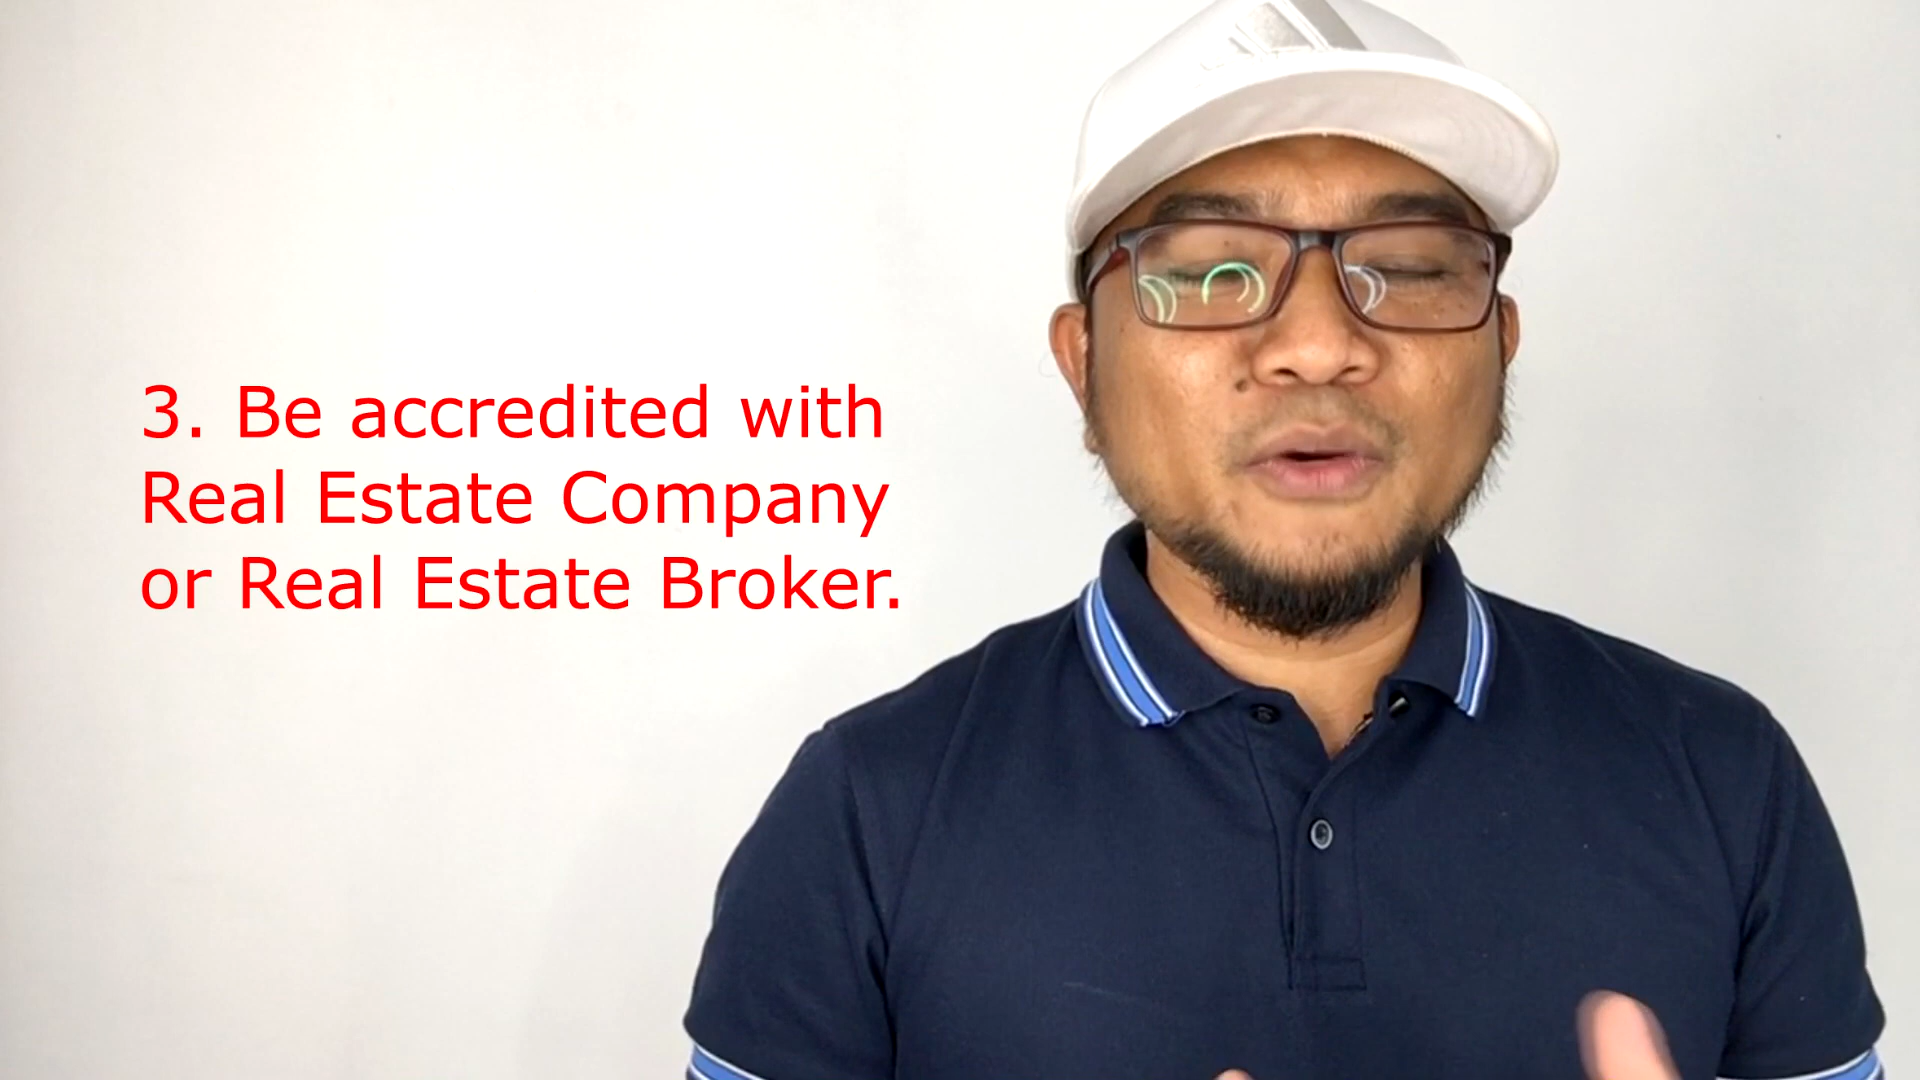 3. Be accredited with
Real Estate Company
or Real Estate Broker.